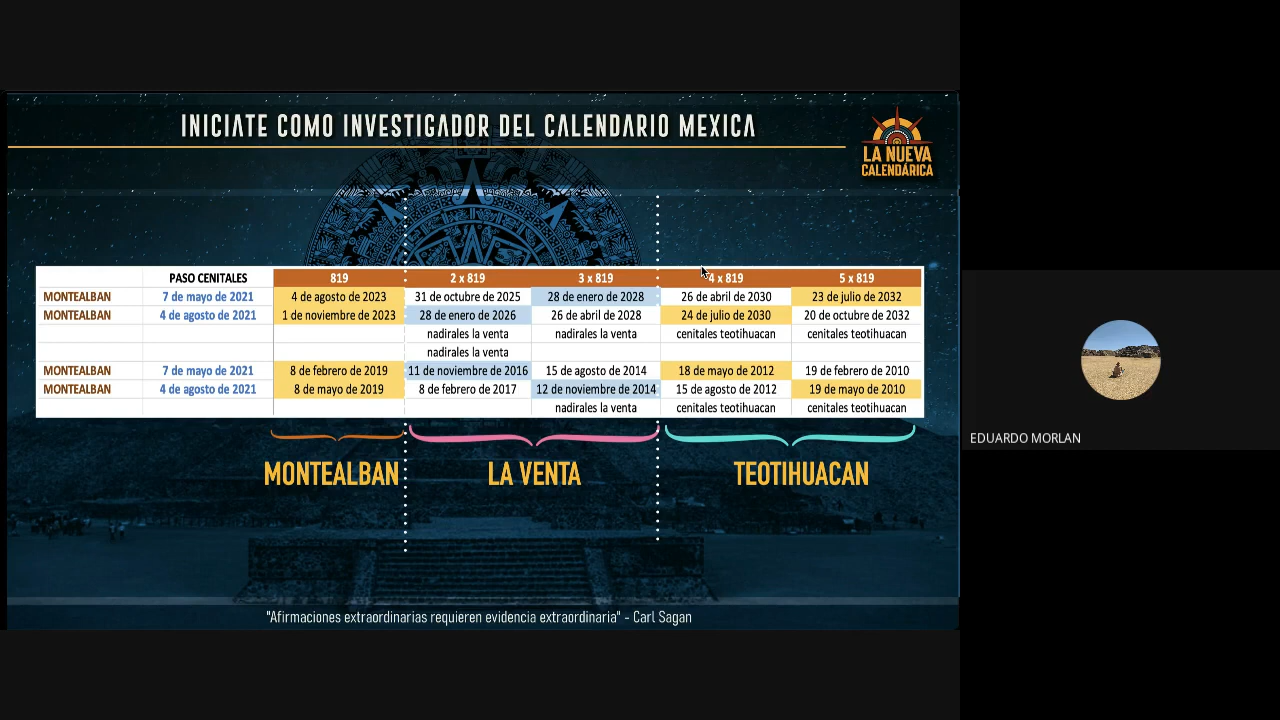 INICIATE COMO INVESTIGADOR DEL CALENDARIO MEXICA
LA NUEVA
CALENDÁRICA
PASO CENITALES 819 2 x 819 3 x 819 4 x 819 5 x 819
MONTEALBAN 7 de mayo de 2021 4 de agosto de 2023 31 de octubre de 2025 28 de enero de 2028 26 de abril de 2030 23 de julio de 2032
MONTEALBAN 4 de agosto de 2021 1 de noviembre de 2023 28 de enero de 2026 26 de abril de 2028 24 de julio de 2030 20 de octubre de 2032
nadirales la venta nadirales la venta cenitales teotihuacan cenitales teotihuacan
nadirales la venta
MONTEALBAN 7 de mayo de 2021 8 de febrero de 2019 11 de noviembre de 2016 15 de agosto de 2014 18 de mayo de 2012 19 de febrero de 2010
MONTEALBAN 4 de agosto de 2021 8 de mayo de 2019 8 de febrero de 2017 12 de noviembre de 2014 15 de agosto de 2012 19 de mayo de 2010
nadirales la venta cenitales teotihuacan cenitales teotihuacan
MONTEALBAN LA VENTA TEOTIHUACAN
"Afirmaciones extraordinarias requieren evidencia extraordinaria" - Carl Sagan
EDUARDO MORLAN